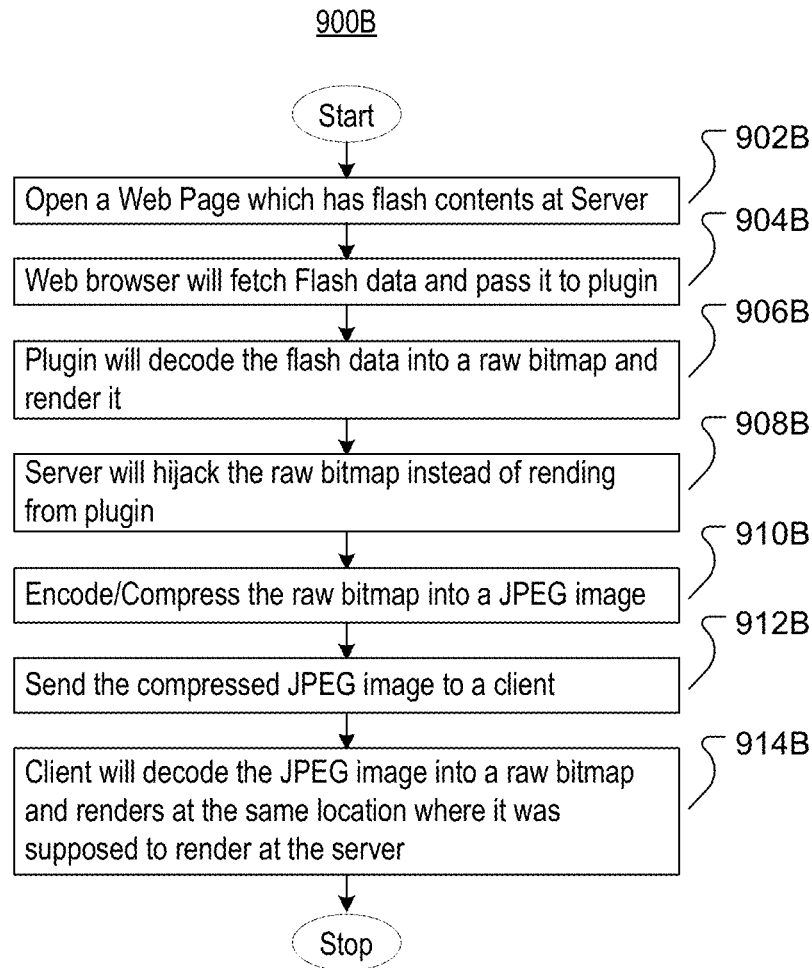 900B
Start
902B
Open a Web Page which has flash contents at Server
904B
Web browser will fetch Flash data and pass it to plugin
906B
Plugin will decode the flash data into a raw bitmap and
render it
908B
Server will hijack the raw bitmap instead of rending
from plugin
910B
Encode/Compress the raw bitmap into a JPEG image
912B
Send the compressed JPEG image to a client
914B
Client will decode the JPEG image into a raw bitmap
and renders at the same location where it was
supposed to render at the server
Stop